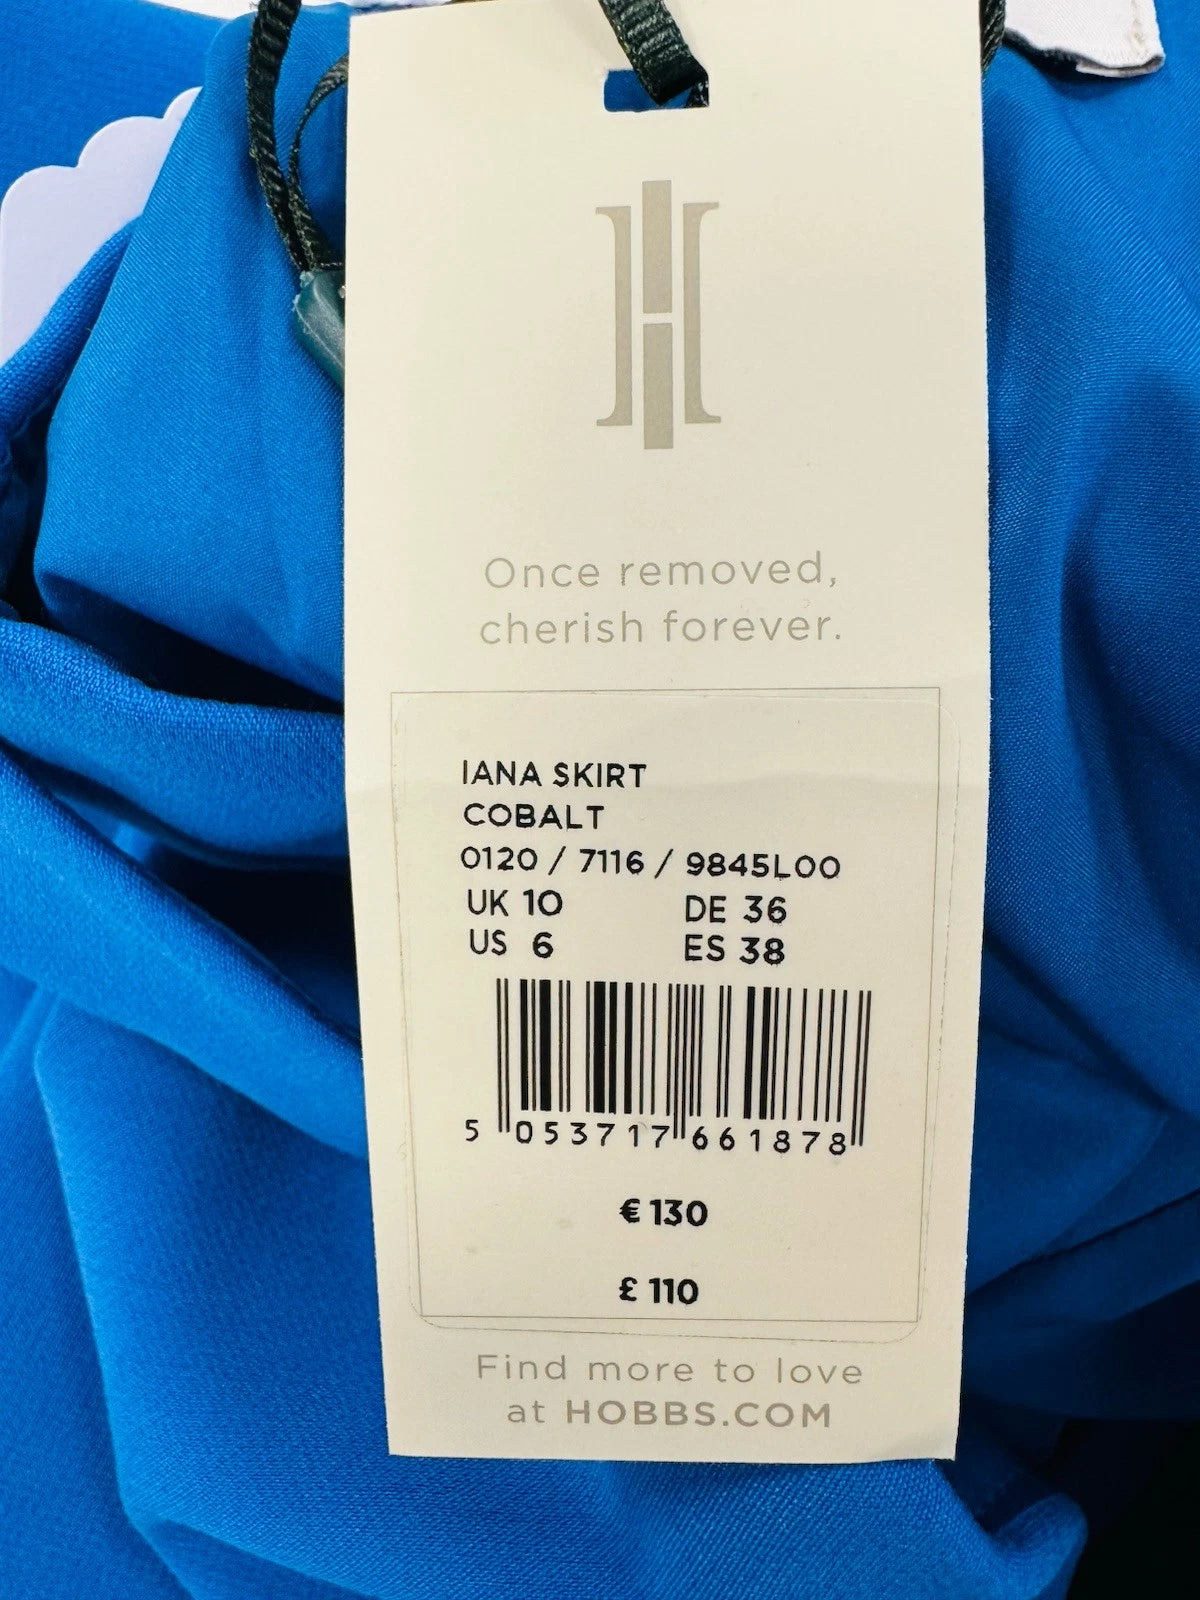 Once removed,
cherish forever.
IANA SKIRT
COBALT
0120 / 7116 / 9845L00
UK 10 DE 36
US 6 ES 38
5 053717 661878
€ 130
£ 110
Find more to love
at HOBBS.COM